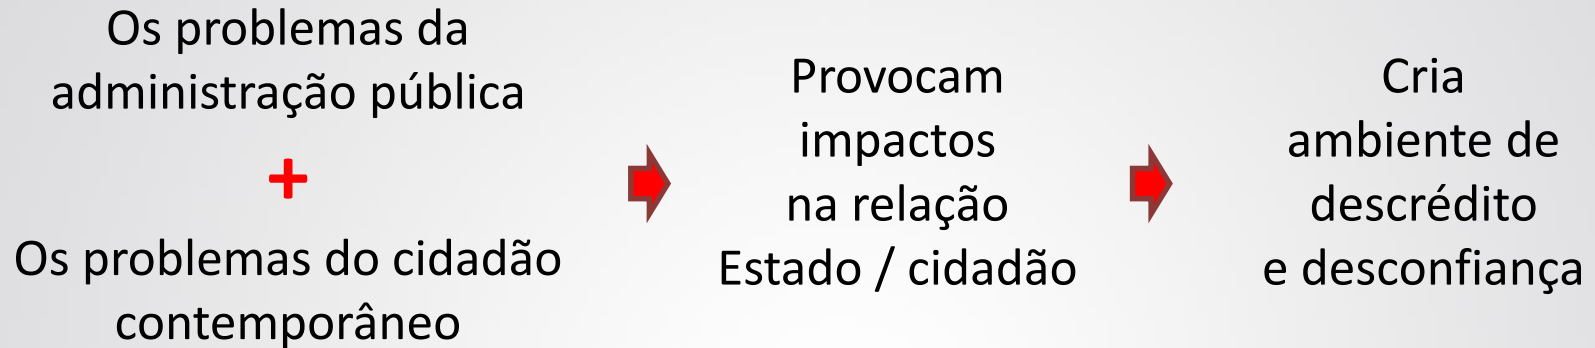 Os problemas da
administração pública
+
Os problemas do cidadão
contemporâneo
Provocam
impactos
na relação
Estado / cidadão
Cria
ambiente de
descrédito
e desconfiança